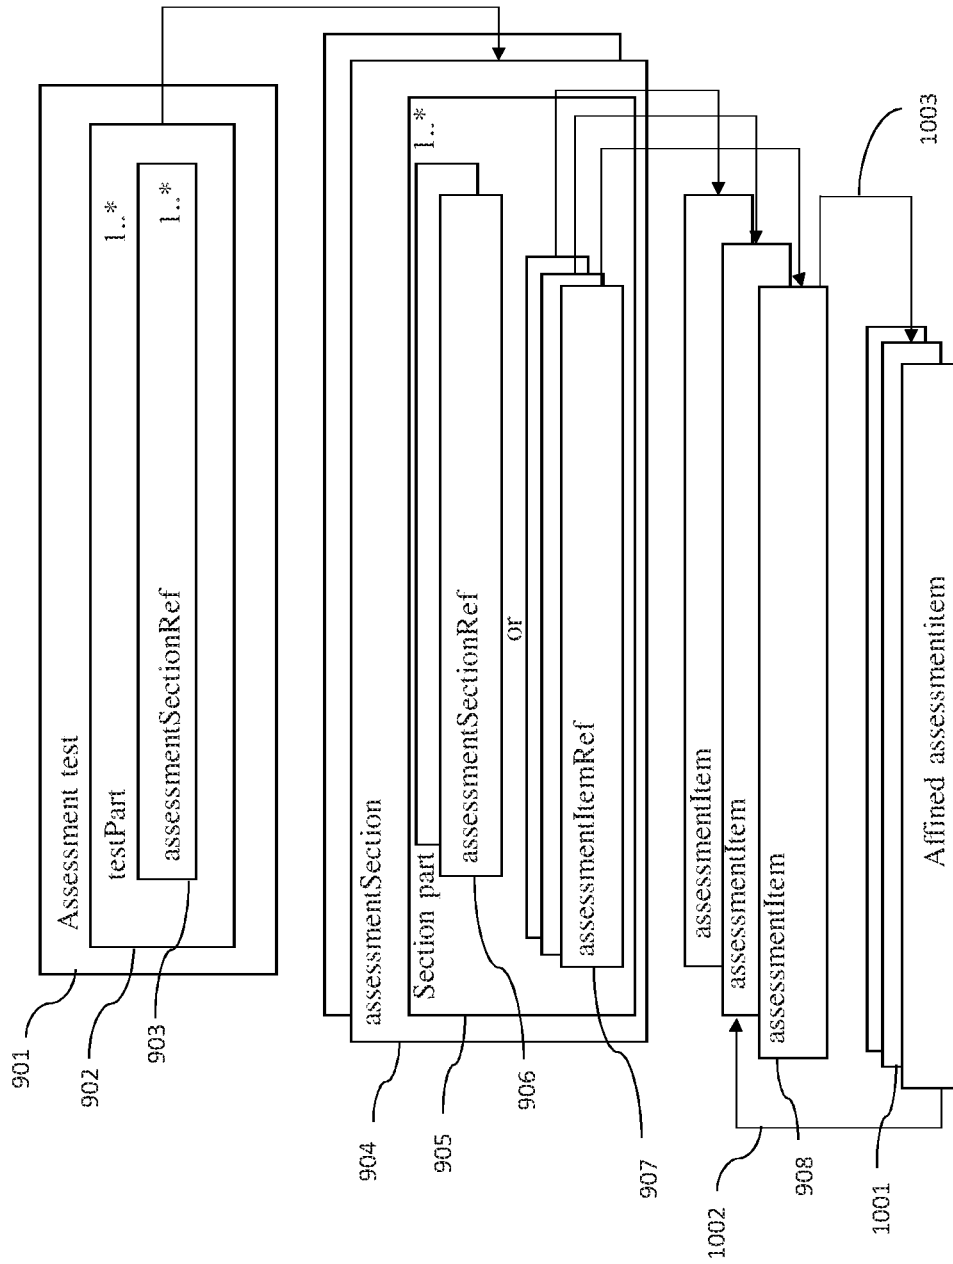 901
Assessment test
902
testPart
1..*
903
assessmentSectionRef
1..*
904
assessmentSection
905
Section part
1..*
906
assessmentSectionRef
or
907
assessmentItemRef
assessmentItem
assessmentItem
1002
908
assessmentItem
1003
1001
Affined assessmentitem